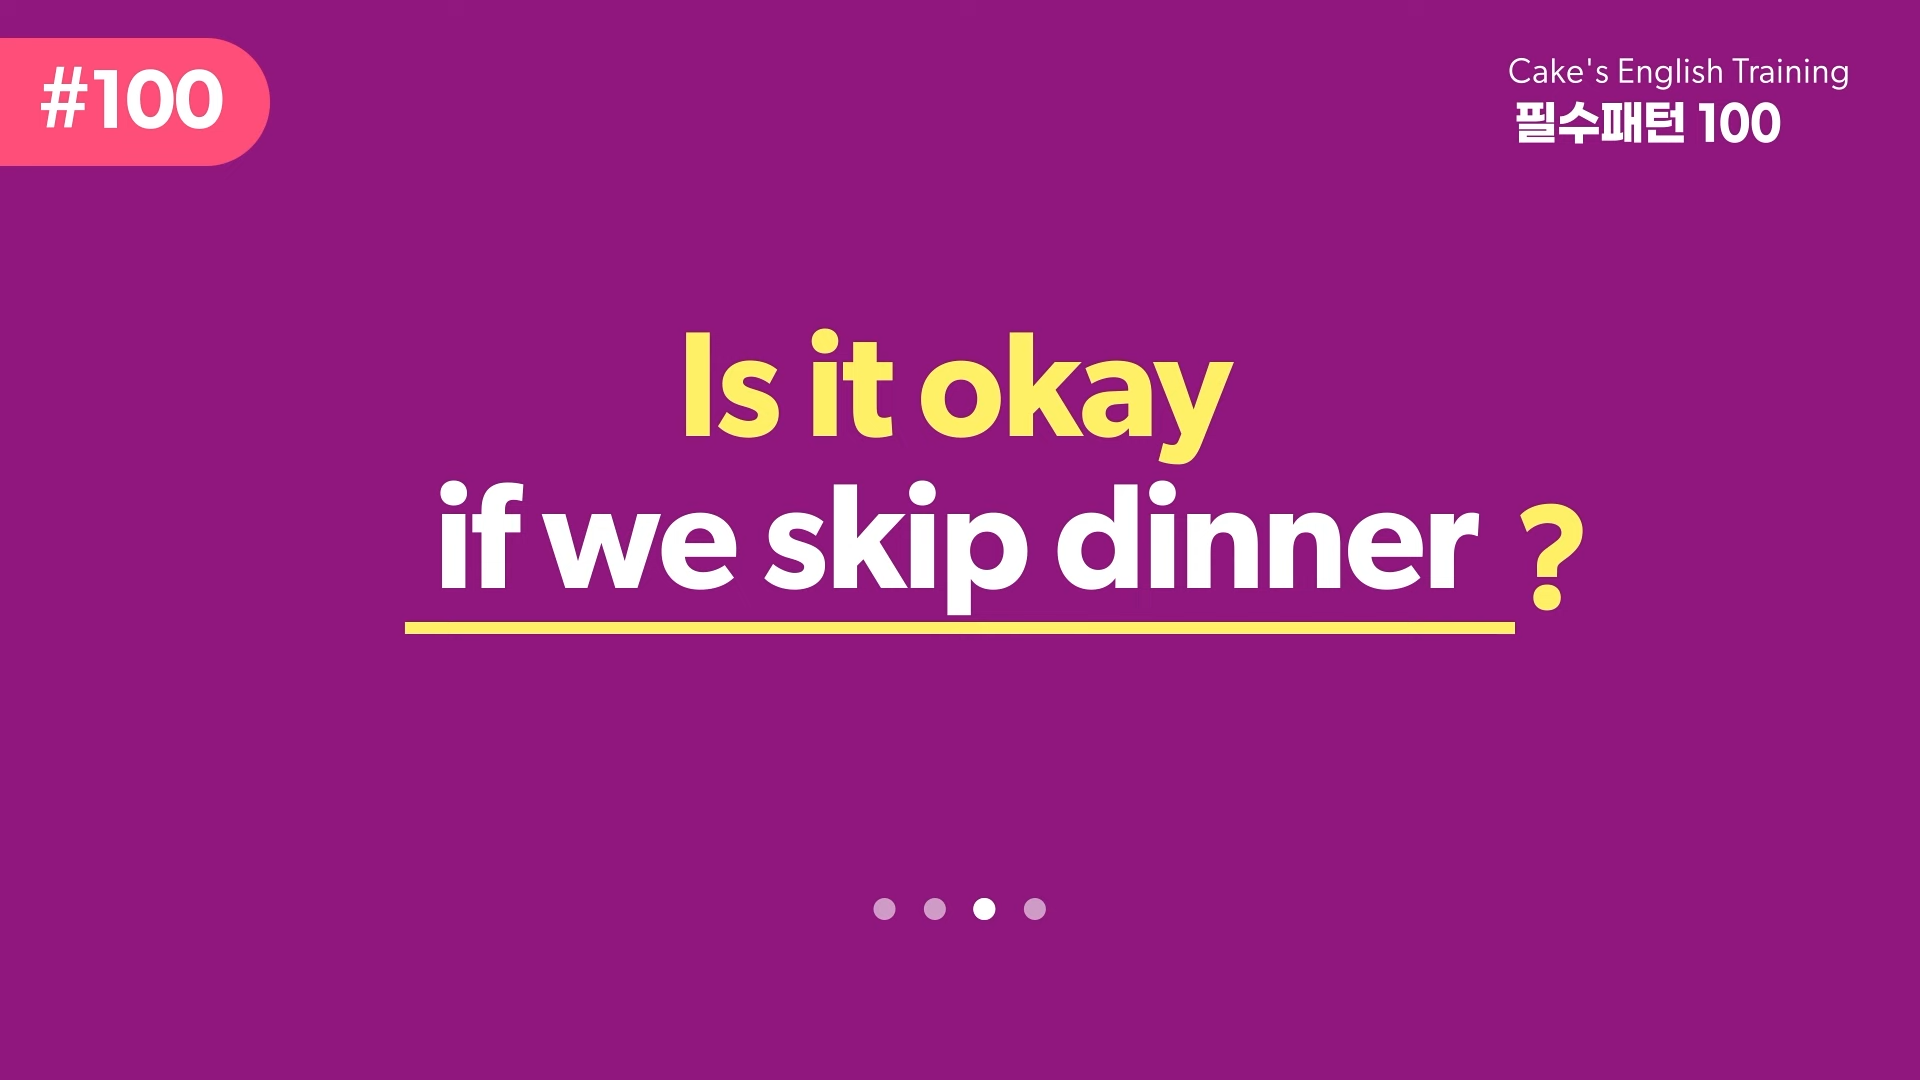 #100
Cake's English Training
필수패턴 100
Is it okay
if we skip dinner ?